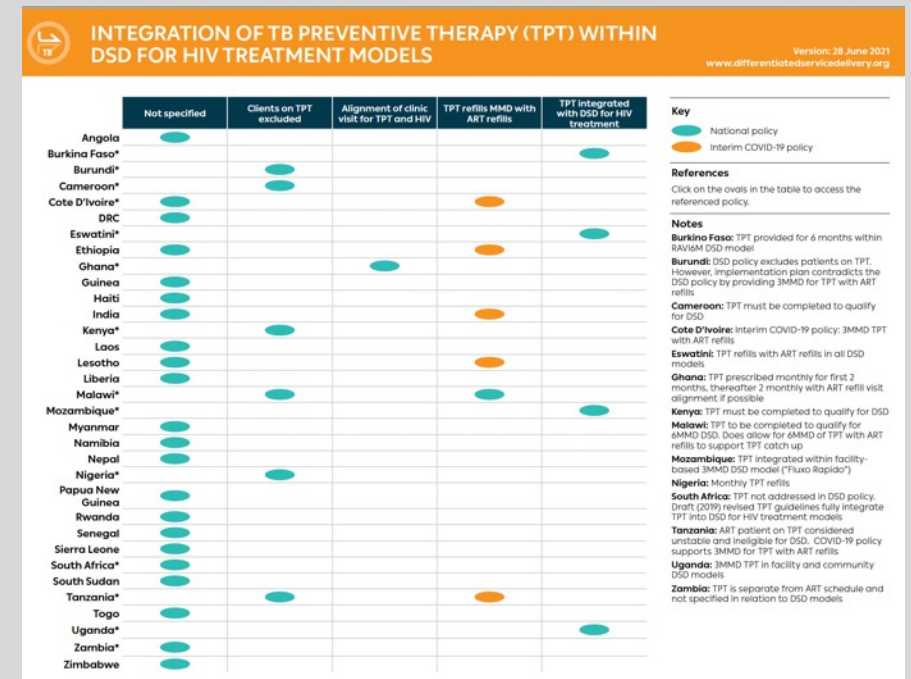 TB
INTEGRATION OF TB PREVENTIVE THERAPY (TPT) WITHIN
DSD FOR HIV TREATMENT MODELS
Version: 28 June 2021
www.differentiatedservicedelivery.org
Not specified
Clients on TPT
excluded
Alignment of clinic
visit for TPT and HIV
TPT refills MMD with
ART refills
TPT integrated
with DSD for HIV
treatment
Angola
Burkina Faso*
Burundi*
Cameroon*
Cote D'Ivoire*
DRC
Eswatini*
Ethiopia
Ghana*
Guinea
Haiti
India
Kenya*
Laos
Lesotho
Liberia
Malawi*
Mozambique*
Myanmar
Namibia
Nepal
Nigeria*
Papua New
Guinea
Rwanda
Senegal
Sierra Leone
South Africa*
South Sudan
Tanzania*
Togo
Uganda*
Zambia*
Zimbabwe
Key
National policy
Interim COVID-19 policy
References
Click on the ovals in the table to access the
referenced policy.
Notes
Burkino Faso: TPT provided for 6 months within
RAVI6M DSD model
Burundi: DSD policy excludes patients on TPT.
However, implementation plan contradicts the
DSD policy by providing 3MMD for TPT with ART
refills
Cameroon: TPT must be completed to qualify
for DSD
Cote D'Ivoire: Interim COVID-19 policy: 3MMD TPT
with ART refills
Eswatini: TPT refills with ART refills in all DSD
models
Ghana: TPT prescribed monthly for first 2
months, thereafter 2 monthly with ART refill visit
alignment if possible
Kenya: TPT must be completed to qualify for DSD
Malawi: TPT to be completed to qualify for
6MMD DSD. Does allow for 6MMD of TPT with ART
refills to support TPT catch up
Mozambique: TPT integrated within facility-
based 3MMD DSD model ("Fluxo Rapido")
Nigeria: Monthly TPT refills
South Africa: TPT not addressed in DSD policy.
Draft (2019) revised TPT guidelines fully integrate
TPT into DSD for HIV treatment models
Tanzania: ART patient on TPT considered
unstable and ineligible for DSD. COVID-19 policy
supports 3MMD for TPT with ART refills
Uganda: 3MMD TPT in facility and community
DSD models
Zambia: TPT is separate from ART schedule and
not specified in relation to DSD models